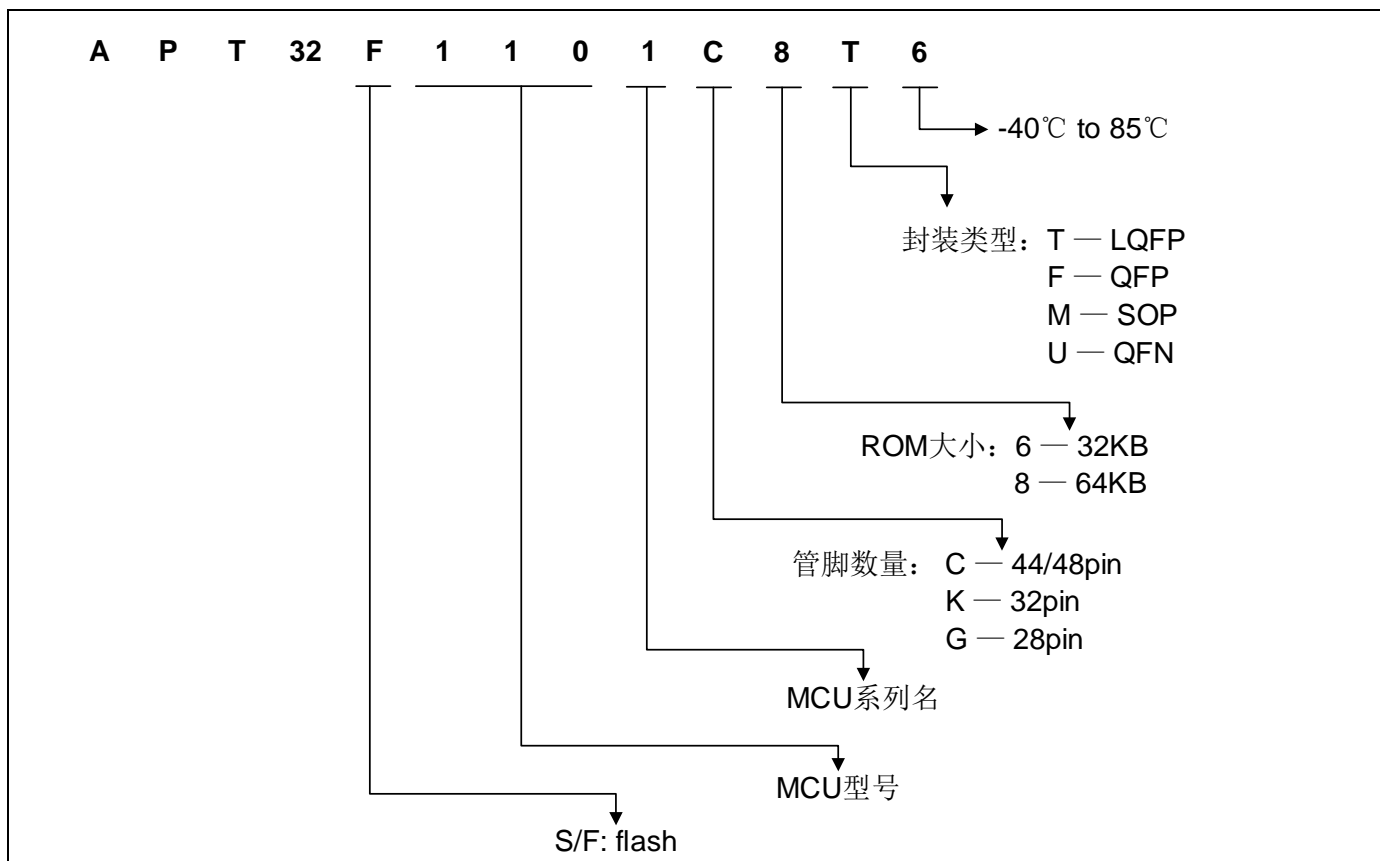 A P T 32 F 1 1 0 1 C 8 T 6
-40℃ to 85℃
封装类型：T — LQFP
F — QFP
M — SOP
U — QFN
ROM大小：6 — 32KB
8 — 64KB
管脚数量：C — 44/48pin
K — 32pin
G — 28pin
MCU系列名
MCU型号
S/F: flash